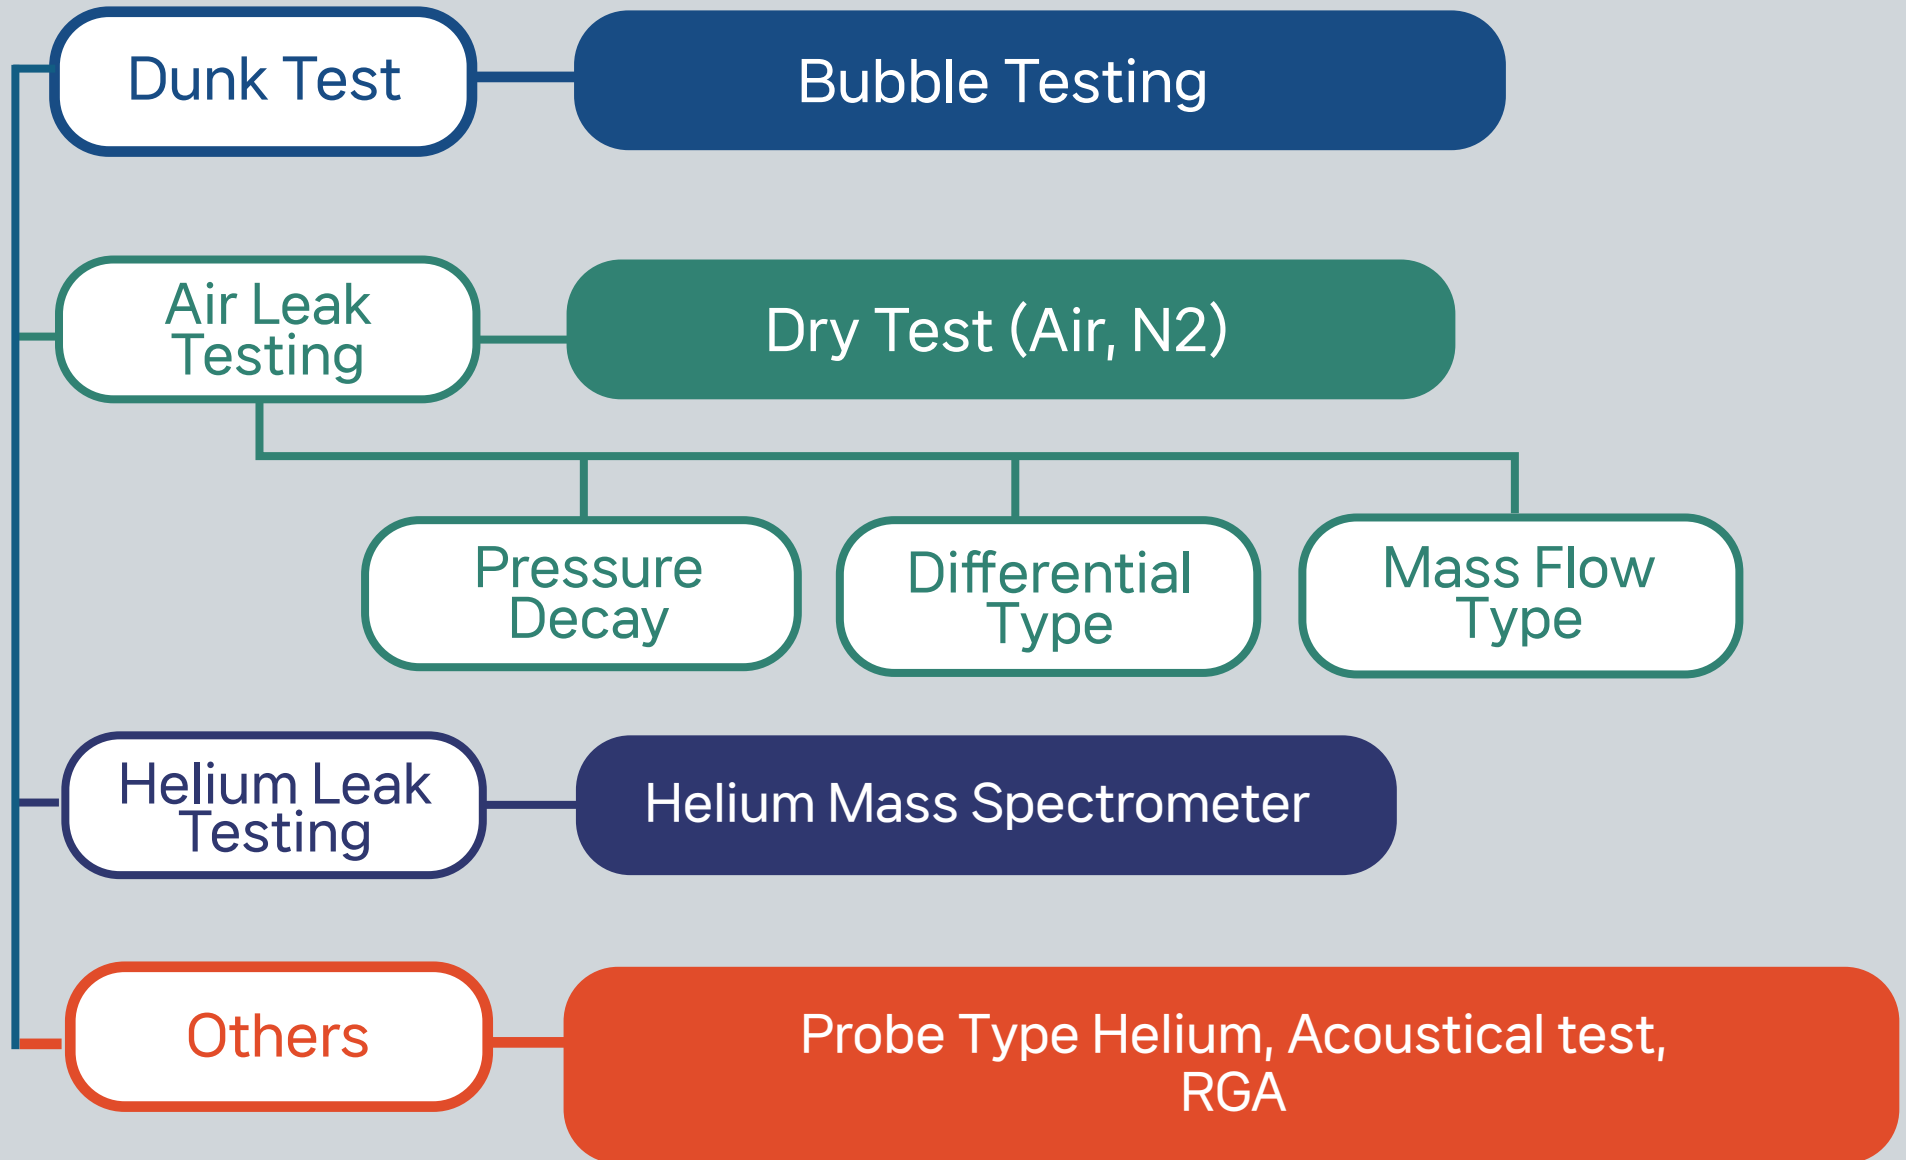 Dunk Test
Bubble Testing
Air Leak
Testing
Dry Test (Air, N2)
Pressure
Decay
Differential
Type
Mass Flow
Type
Helium Leak
Testing
Helium Mass Spectrometer
Others
Probe Type Helium, Acoustical test,
RGA